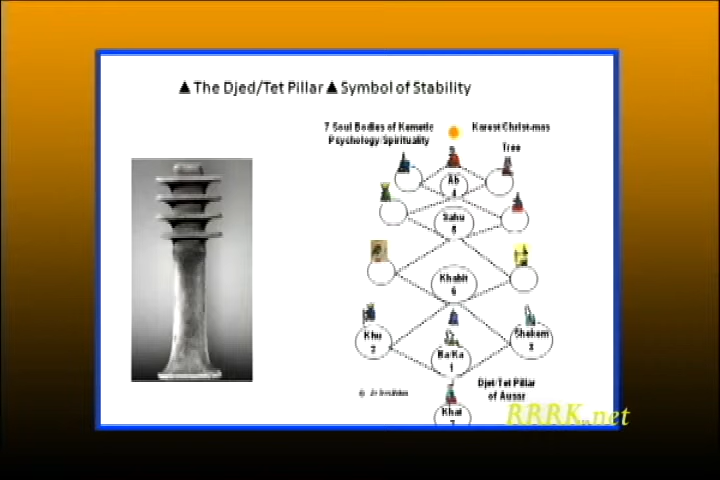 ▲The Djed/Tet Pillar▲Symbol of Stability
7 Soul Bodies of Kemetic
Psychology/Spirituality
Karast/Christ-mas
Tree
Ab
4
Sahu
5
Khabit
6
Khu
2
Shekem
3
Ba/Ka
1
Djet/Tet Pillar
of Ausar
Khat
7
RRRK.net